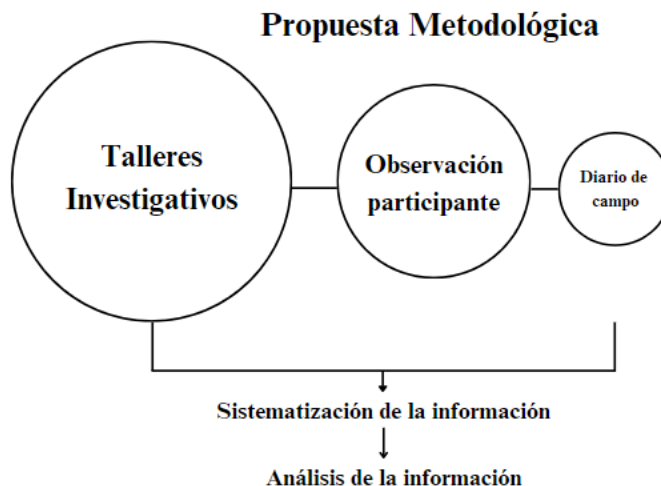 Propuesta Metodológica
Talleres
Investigativos
Observación
participante
Diario de
campo
Sistematización de la información
Análisis de la información